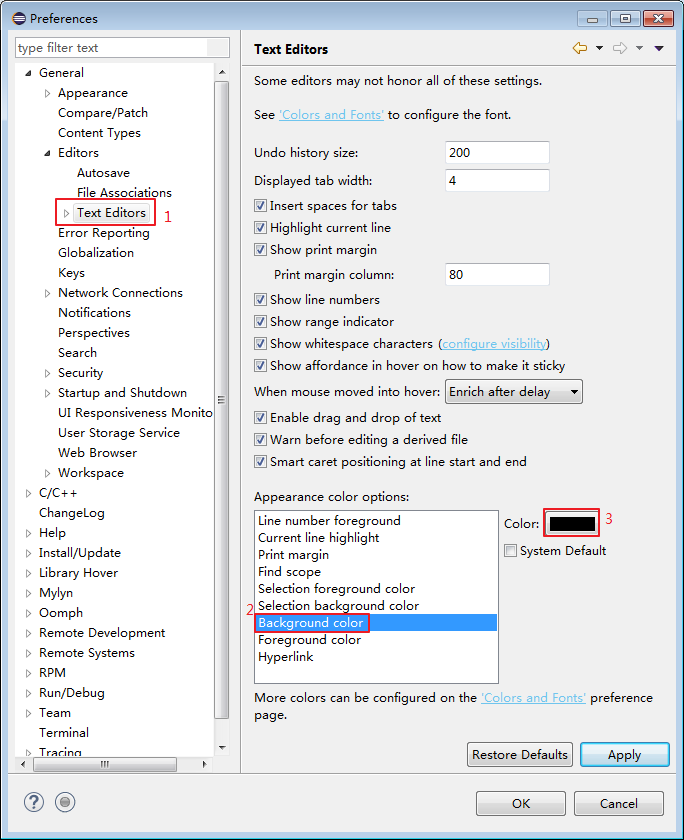 Preferences
type filter text
General
Appearance
Compare/Patch
Content Types
Editors
Autosave
File Associations
Text Editors 1
Error Reporting
Globalization
Keys
Network Connections
Notifications
Perspectives
Search
Security
Startup and Shutdown
UI Responsiveness Monito
User Storage Service
Web Browser
Workspace
C/C++
ChangeLog
Help
Install/Update
Library Hover
Mylyn
Oomph
Remote Development
Remote Systems
RPM
Run/Debug
Team
Terminal
Tracing
Text Editors
Some editors may not honor all of these settings.
See 'Colors and Fonts' to configure the font.
Undo history size: 200
Displayed tab width: 4
Insert spaces for tabs
Highlight current line
Show print margin
Print margin column: 80
Show line numbers
Show range indicator
Show whitespace characters (configure visibility)
Show affordance in hover on how to make it sticky
When mouse moved into hover: Enrich after delay
Enable drag and drop of text
Warn before editing a derived file
Smart caret positioning at line start and end
Appearance color options:
Line number foreground
Current line highlight
Print margin
Find scope
Selection foreground color
Selection background color
2 Background color
Foreground color
Hyperlink
Color: 3
System Default
More colors can be configured on the 'Colors and Fonts' preference
page.
Restore Defaults Apply
? OK Cancel